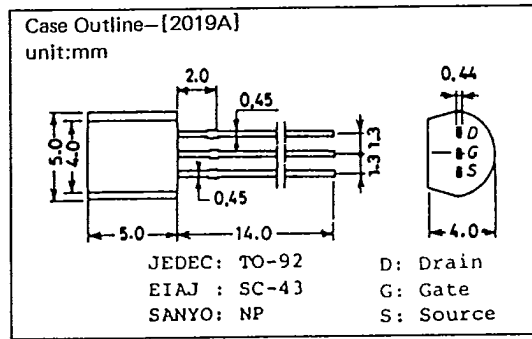 Case Outline–[2019A]
unit:mm
2.0
0,45
0,44
5.0
4.0
1.3
1.3
D
G
S
0,45
5.0
14.0
4.0
JEDEC: TO-92
D: Drain
EIAJ : SC-43
G: Gate
SANYO: NP
S: Source